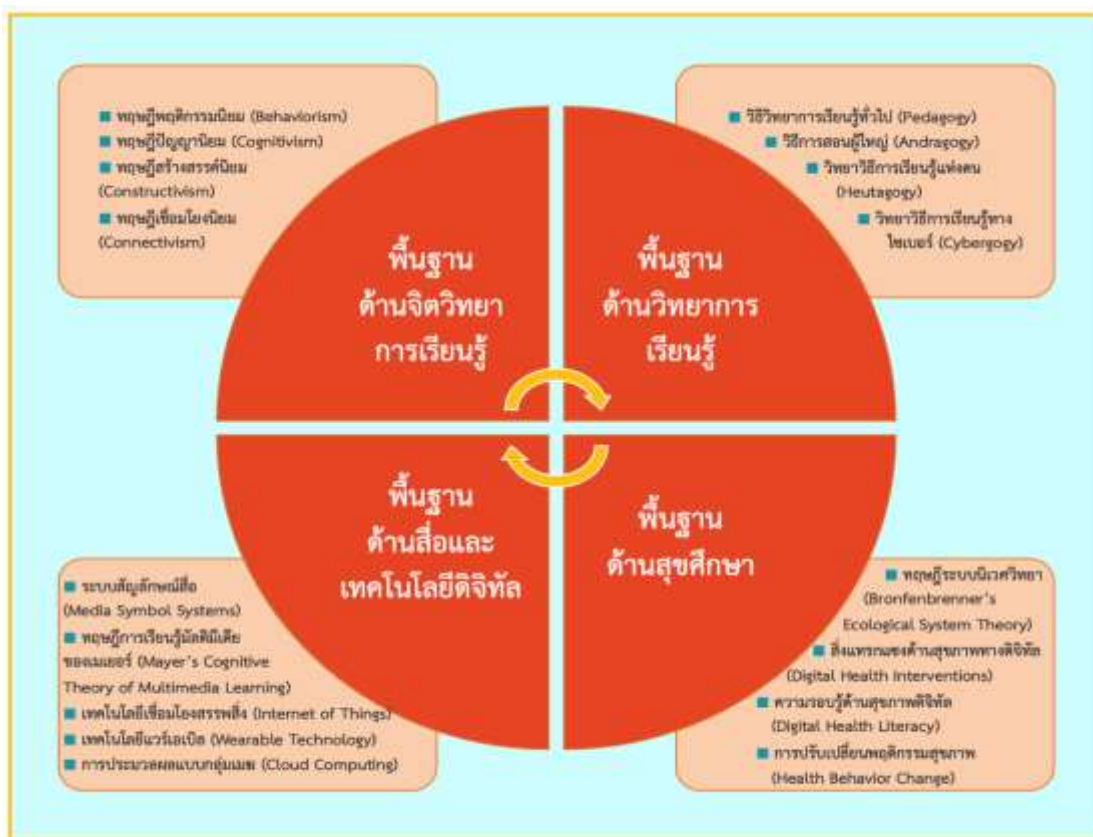 ■ ทฤษฎีพฤติกรรมนิยม (Behaviorism)
■ ทฤษฎีปัญญานิยม (Cognitivism)
■ ทฤษฎีสร้างสรรค์นิยม
(Constructivism)
■ ทฤษฎีเชื่อมโยงนิยม
(Connectivism)
■ วิธีวิทยาการเรียนรู้ทั่วไป (Pedagogy)
■ วิธีการสอนผู้ใหญ่ (Andragogy)
■ วิทยาวิธีการเรียนรู้แห่งตน
(Heutagogy)
■ วิทยาวิธีการเรียนรู้ทาง
ไซเบอร์ (Cybergogy)
พื้นฐาน
ด้านจิตวิทยา
การเรียนรู้
พื้นฐาน
ด้านวิทยาการ
เรียนรู้
พื้นฐาน
ด้านสื่อและ
เทคโนโลยีดิจิทัล
พื้นฐาน
ด้านสุขศึกษา
■ ระบบสัญลักษณ์สื่อ
(Media Symbol Systems)
■ ทฤษฎีการเรียนรู้มัลติมีเดีย
ของเมเยอร์ (Mayer's Cognitive
Theory of Multimedia Learning)
■ เทคโนโลยีเชื่อมโยงสรรพสิ่ง (Internet of Things)
■ เทคโนโลยีแวร์เอเบิล (Wearable Technology)
■ การประมวลผลแบบกลุ่มเมฆ (Cloud Computing)
■ ทฤษฎีระบบนิเวศวิทยา
(Bronfenbrenner's
Ecological System Theory)
■ สิ่งแทรกแซงด้านสุขภาพทางดิจิทัล
(Digital Health Interventions)
■ ความรอบรู้ด้านสุขภาพดิจิทัล
(Digital Health Literacy)
■ การปรับเปลี่ยนพฤติกรรมสุขภาพ
(Health Behavior Change)